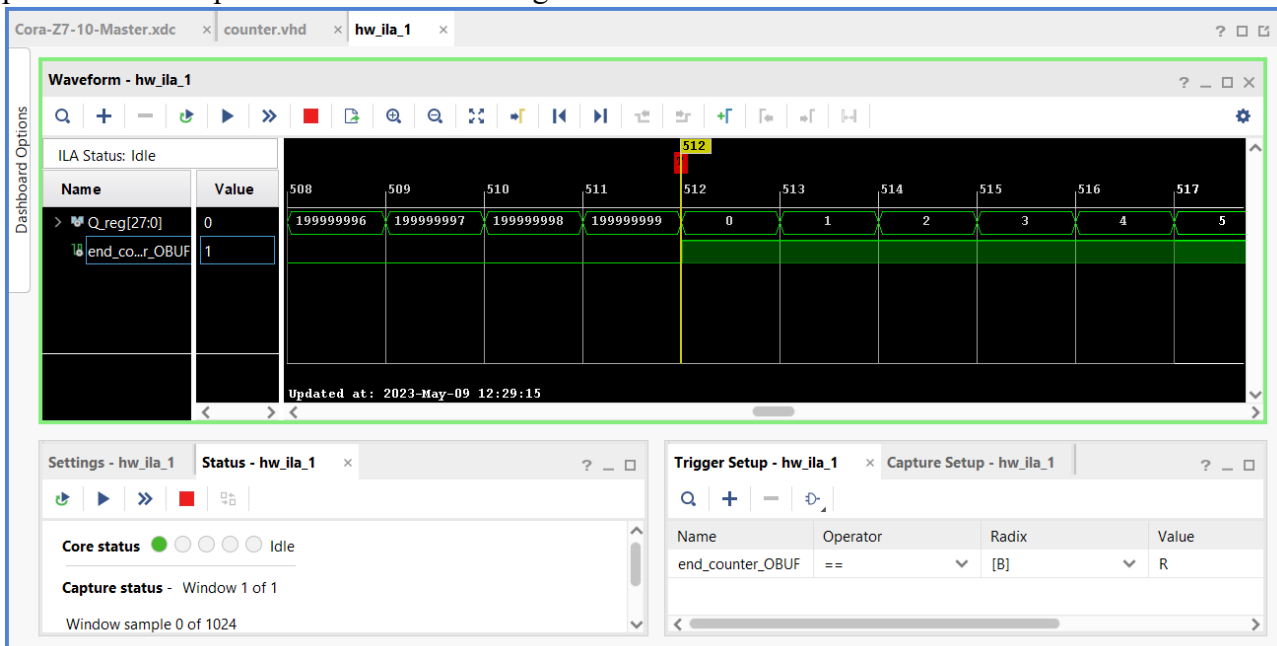 Cora-Z7-10-Master.xdc × counter.vhd × hw_ila_1 × ?
Dashboard Options
Waveform - hw_ila_1 ?
ILA Status: Idle
512
Name Value 508 509 510 511 512 513 514 515 516 517
Q_reg[27:0] 0 199999996 199999997 199999998 199999999 0 1 2 3 4 5
end_co...r_OBUF 1
Updated at: 2023-May-09 12:29:15
Settings - hw_ila_1 Status - hw_ila_1 × ?
Core status Idle
Capture status - Window 1 of 1
Window sample 0 of 1024
Trigger Setup - hw_ila_1 × Capture Setup - hw_ila_1 ?
Name Operator Radix Value
end_counter_OBUF == [B] R